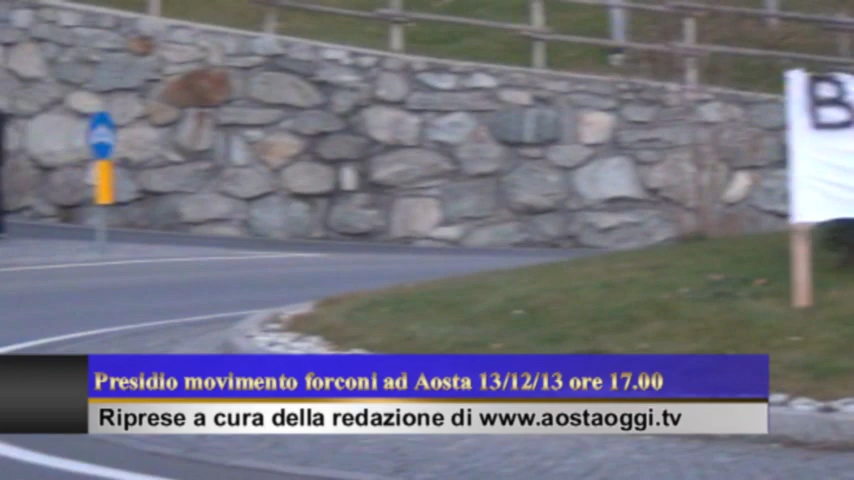 B
Presidio movimento forconi ad Aosta 13/12/13 ore 17.00
Riprese a cura della redazione di www.aostaoggi.tv